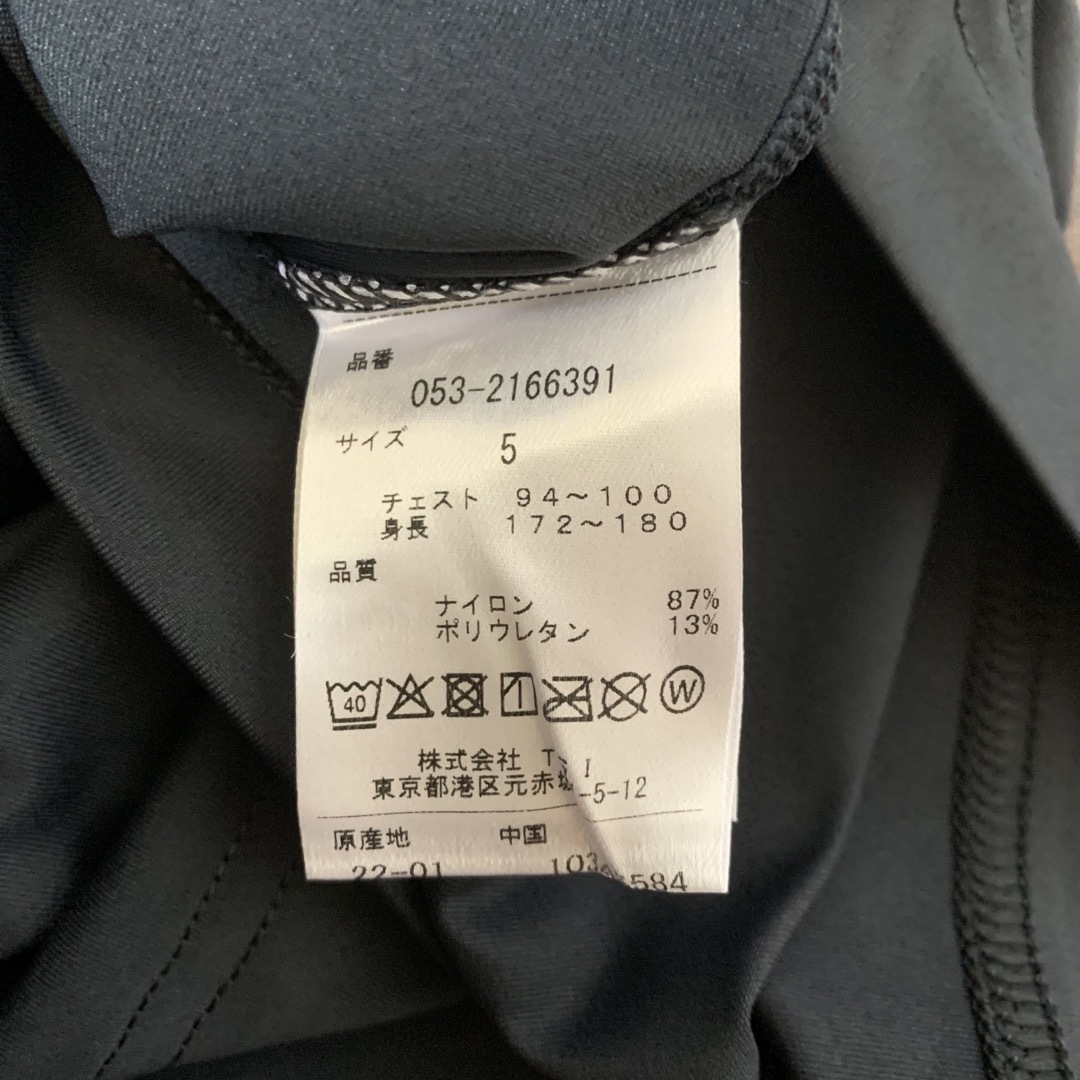 品番
053-2166391
サイズ 5
チェスト 94~100
身長 172~180
品質
ナイロン 87%
ポリウレタン 13%
40 W
株式会社
東京都港区元赤坂 -5-12
原産地 中国
22-01